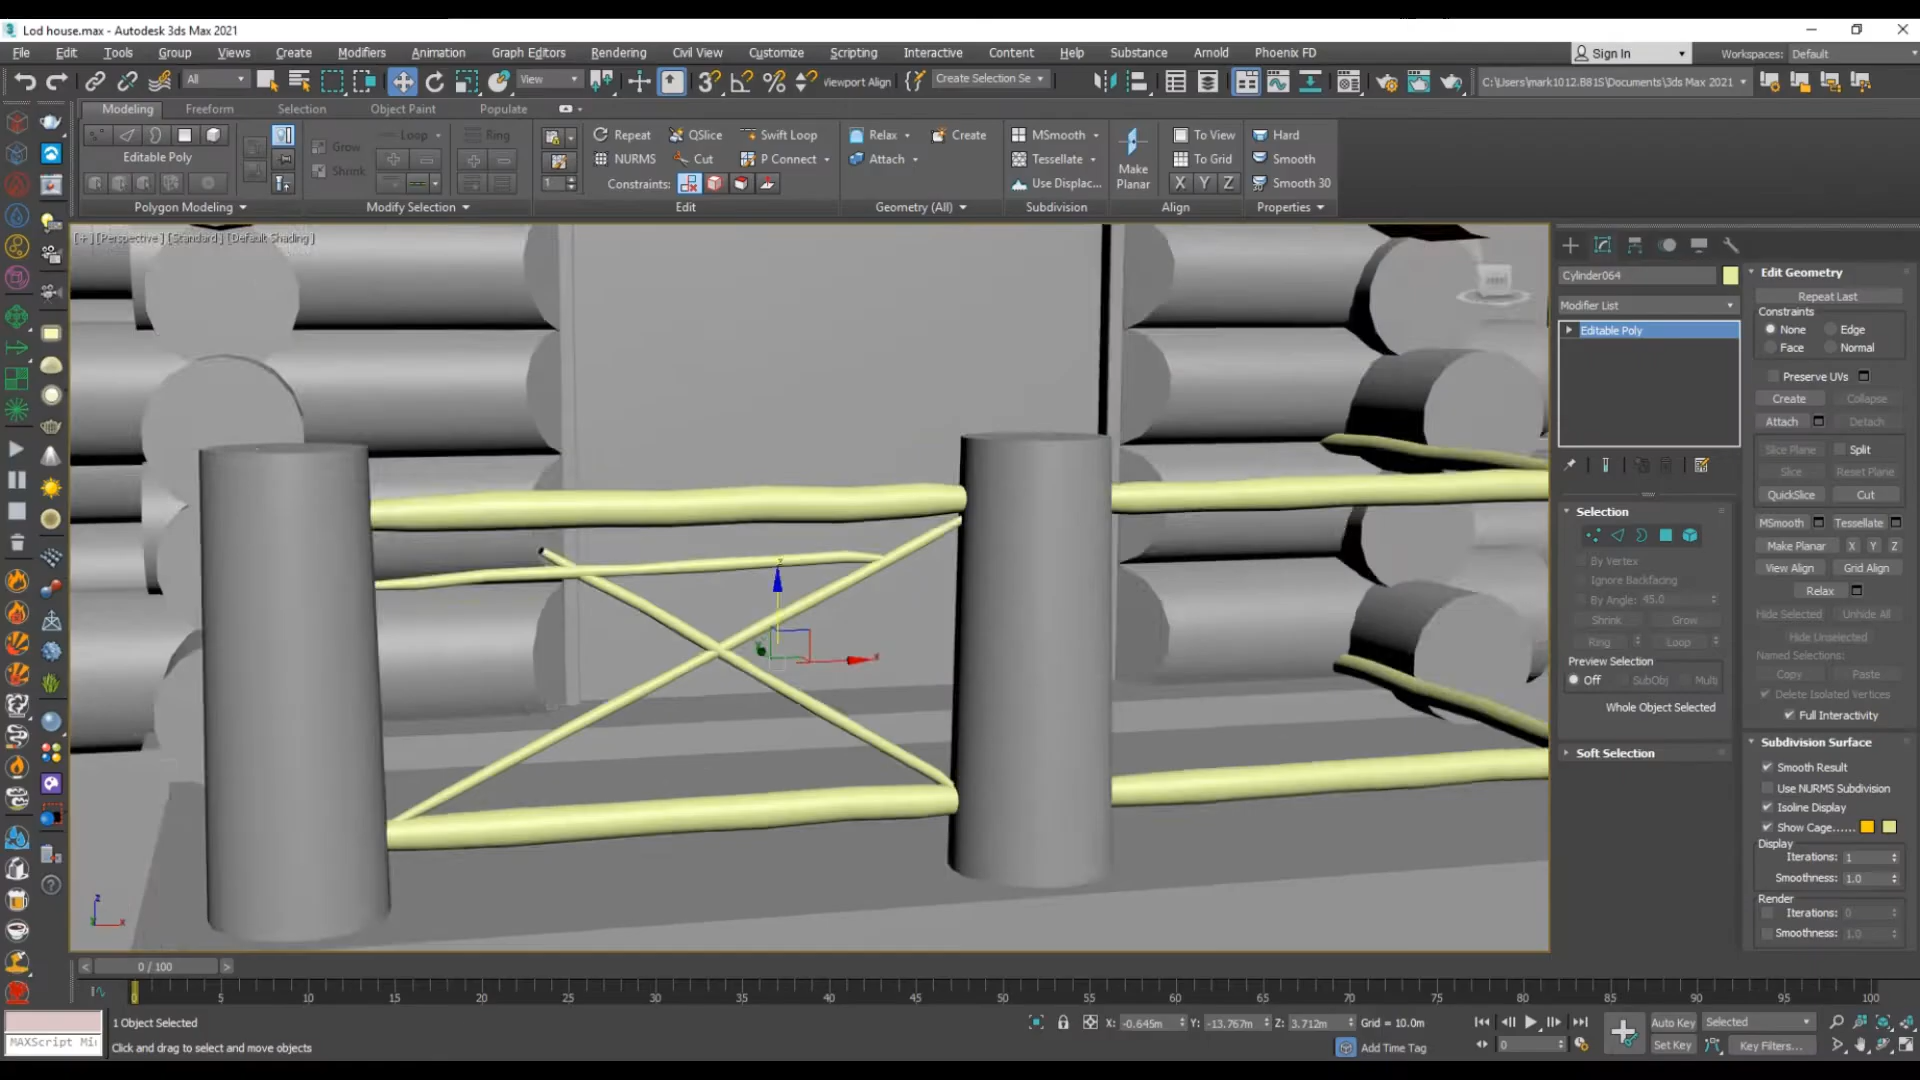 Lod house.max - Autodesk 3ds Max 2021
File Edit Tools Group Views Create Modifiers Animation Graph Editors Rendering Civil View Customize Scripting Interactive Content Help Substance Arnold Phoenix FD Sign In Workspaces: Default
All View Viewport Align Create Selection Se C:\Users\mark1012.B815\Documents\3ds Max 2021
Modeling Freeform Selection Object Paint Populate
Loop Ring Repeat QSlice Swift Loop Relax Create MSmooth To View Hard
Editable Poly Grow NURMS Cut P Connect Attach Tessellate To Grid Smooth
Shrink 1 Constraints: Use Displac... Make Planar X Y Z Smooth 30
Polygon Modeling Modify Selection Edit Geometry (All) Subdivision Align Properties
[+] [Perspective] [Standard] [Default Shading]
Cylinder064
Modifier List
Editable Poly
Selection
By Vertex
Ignore Backfacing
By Angle: 45.0
Shrink Grow
Ring Loop
Preview Selection
Off SubObj Multi
Whole Object Selected
Soft Selection
Edit Geometry
Repeat Last
Constraints
None Edge
Face Normal
Preserve UVs
Create Collapse
Attach Detach
Slice Plane Split
Slice Reset Plane
QuickSlice Cut
MSmooth Tessellate
Make Planar X Y Z
View Align Grid Align
Relax
Hide Selected Unhide All
Hide Unselected
Named Selections:
Copy Paste
Delete Isolated Vertices
Full Interactivity
Subdivision Surface
Smooth Result
Use NURMS Subdivision
Isoline Display
Show Cage......
Display
Iterations: 1
Smoothness: 1.0
Render
Iterations: 0
Smoothness: 1.0
z
x
z
x
< 0 / 100 >
0 5 10 15 20 25 30 35 40 45 50 55 60 65 70 75 80 85 90 95 100
1 Object Selected X: -0.645m Y: -13.767m Z: 3.712m Grid = 10.0m Auto Key Selected
MAXScript Mi Click and drag to select and move objects Add Time Tag 0 Set Key Key Filters...